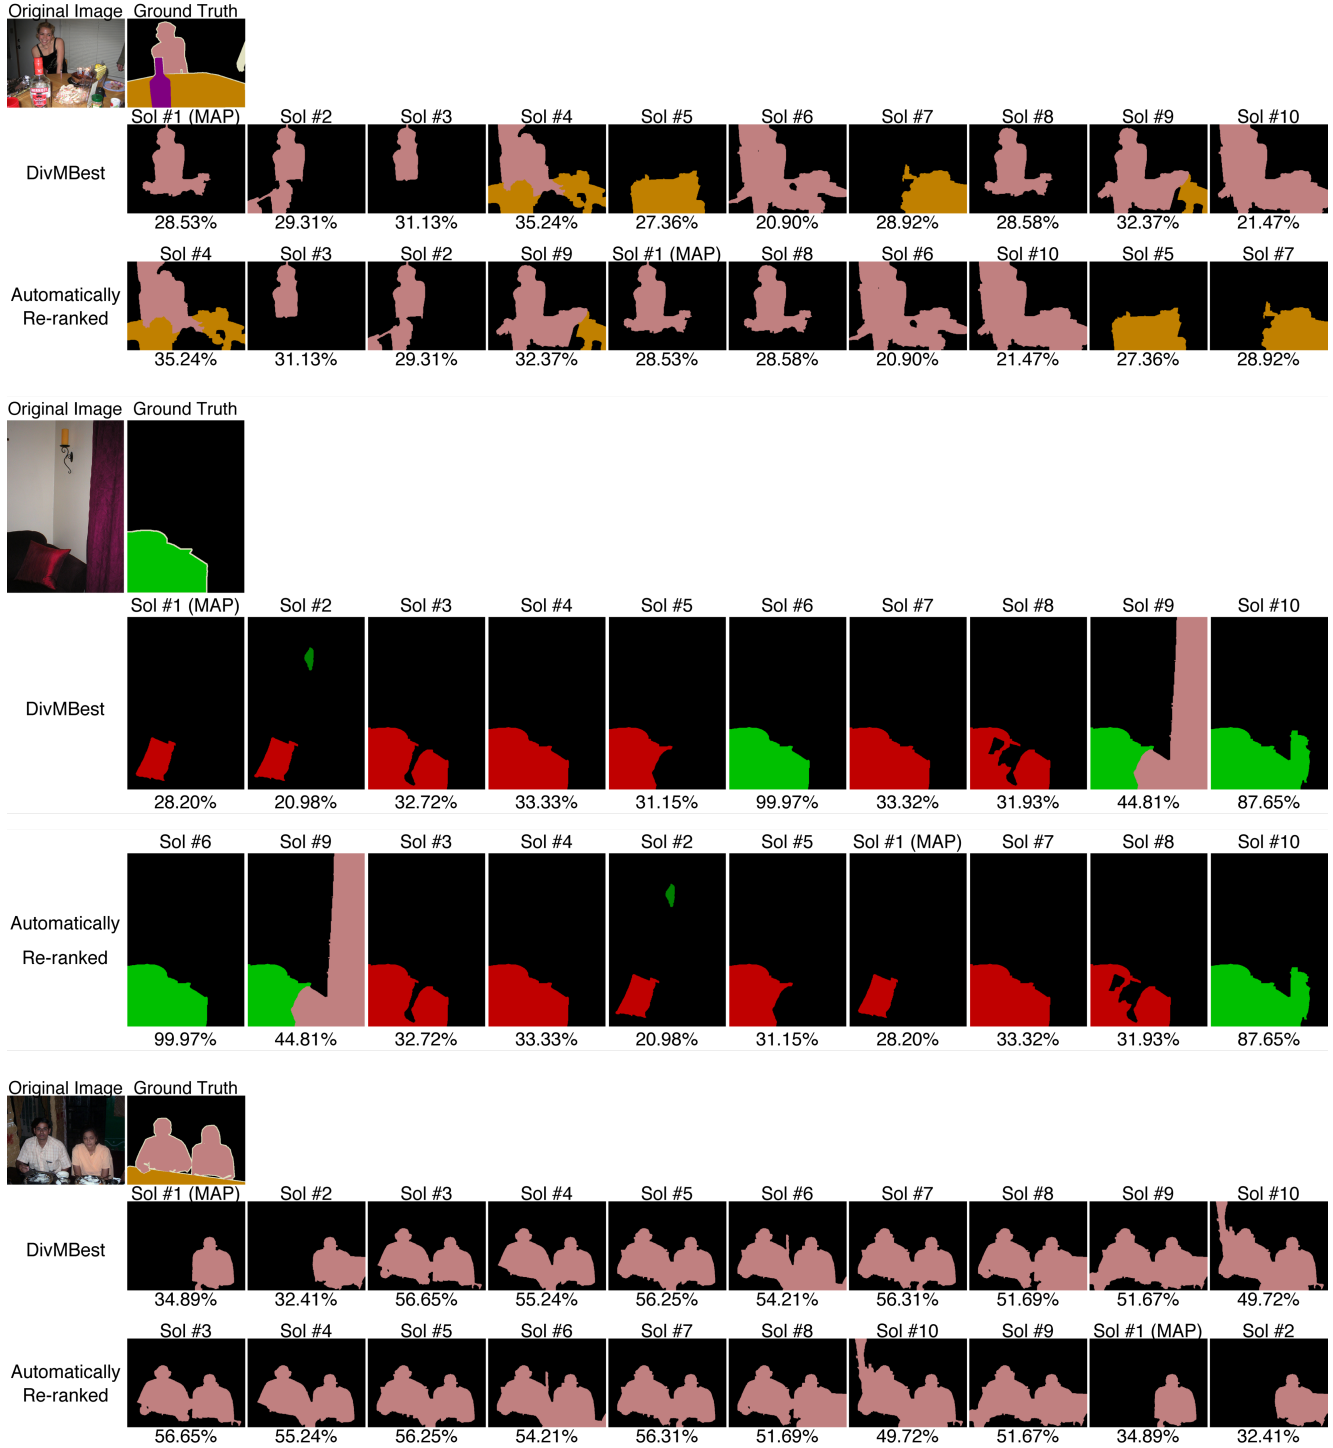 Original Image Ground Truth
Sol #1 (MAP) Sol #2 Sol #3 Sol #4 Sol #5 Sol #6 Sol #7 Sol #8 Sol #9 Sol #10
DivMBest
28.53% 29.31% 31.13% 35.24% 27.36% 20.90% 28.92% 28.58% 32.37% 21.47%
Sol #4 Sol #3 Sol #2 Sol #9 Sol #1 (MAP) Sol #8 Sol #6 Sol #10 Sol #5 Sol #7
Automatically
Re-ranked
35.24% 31.13% 29.31% 32.37% 28.53% 28.58% 20.90% 21.47% 27.36% 28.92%
Original Image Ground Truth
Sol #1 (MAP) Sol #2 Sol #3 Sol #4 Sol #5 Sol #6 Sol #7 Sol #8 Sol #9 Sol #10
DivMBest
28.20% 20.98% 32.72% 33.33% 31.15% 99.97% 33.32% 31.93% 44.81% 87.65%
Sol #6 Sol #9 Sol #3 Sol #4 Sol #2 Sol #5 Sol #1 (MAP) Sol #7 Sol #8 Sol #10
Automatically
Re-ranked
99.97% 44.81% 32.72% 33.33% 20.98% 31.15% 28.20% 33.32% 31.93% 87.65%
Original Image Ground Truth
Sol #1 (MAP) Sol #2 Sol #3 Sol #4 Sol #5 Sol #6 Sol #7 Sol #8 Sol #9 Sol #10
DivMBest
34.89% 32.41% 56.65% 55.24% 56.25% 54.21% 56.31% 51.69% 51.67% 49.72%
Sol #3 Sol #4 Sol #5 Sol #6 Sol #7 Sol #8 Sol #10 Sol #9 Sol #1 (MAP) Sol #2
Automatically
Re-ranked
56.65% 55.24% 56.25% 54.21% 56.31% 51.69% 49.72% 51.67% 34.89% 32.41%